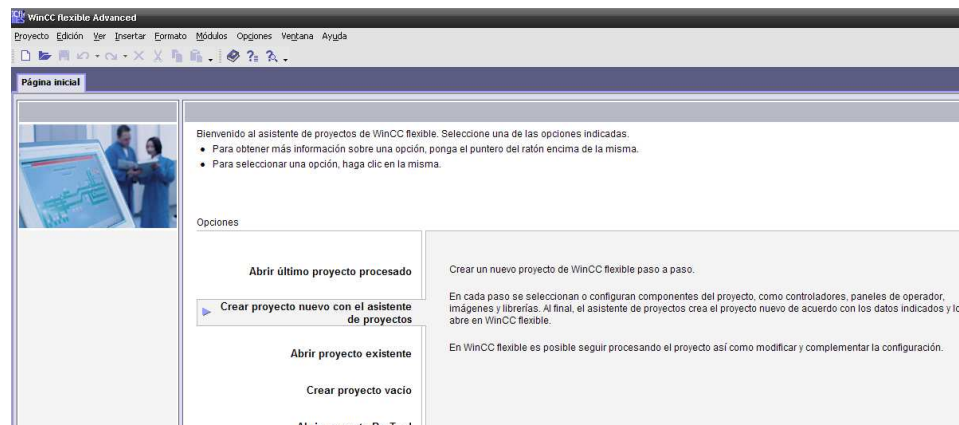 WinCC flexible Advanced
Proyecto Edición Ver Insertar Formato Módulos Opciones Ventana Ayuda
Página inicial
Bienvenido al asistente de proyectos de WinCC flexible. Seleccione una de las opciones indicadas.
• Para obtener más información sobre una opción, ponga el puntero del ratón encima de la misma.
• Para seleccionar una opción, haga clic en la misma.
Opciones
Abrir último proyecto procesado
Crear proyecto nuevo con el asistente
de proyectos
Abrir proyecto existente
Crear proyecto vacío
Crear un nuevo proyecto de WinCC flexible paso a paso.
En cada paso se seleccionan o configuran componentes del proyecto, como controladores, paneles de operador,
imágenes y librerías. Al final, el asistente de proyectos crea el proyecto nuevo de acuerdo con los datos indicados y lo
abre en WinCC flexible.
En WinCC flexible es posible seguir procesando el proyecto así como modificar y complementar la configuración.